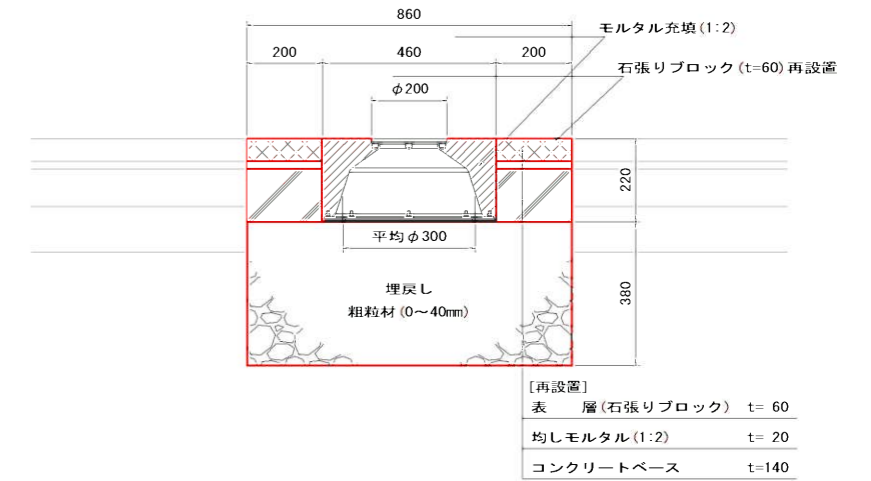 860
モルタル充填(1:2)
200
460
200
石張りブロック(t=60)再設置
φ200
220
平均φ300
埋戻し
粗粒材(0〜40mm)
380
[再設置]
表　　層(石張りブロック)　t= 60
均しモルタル(1:2)　t= 20
コンクリートベース　t=140